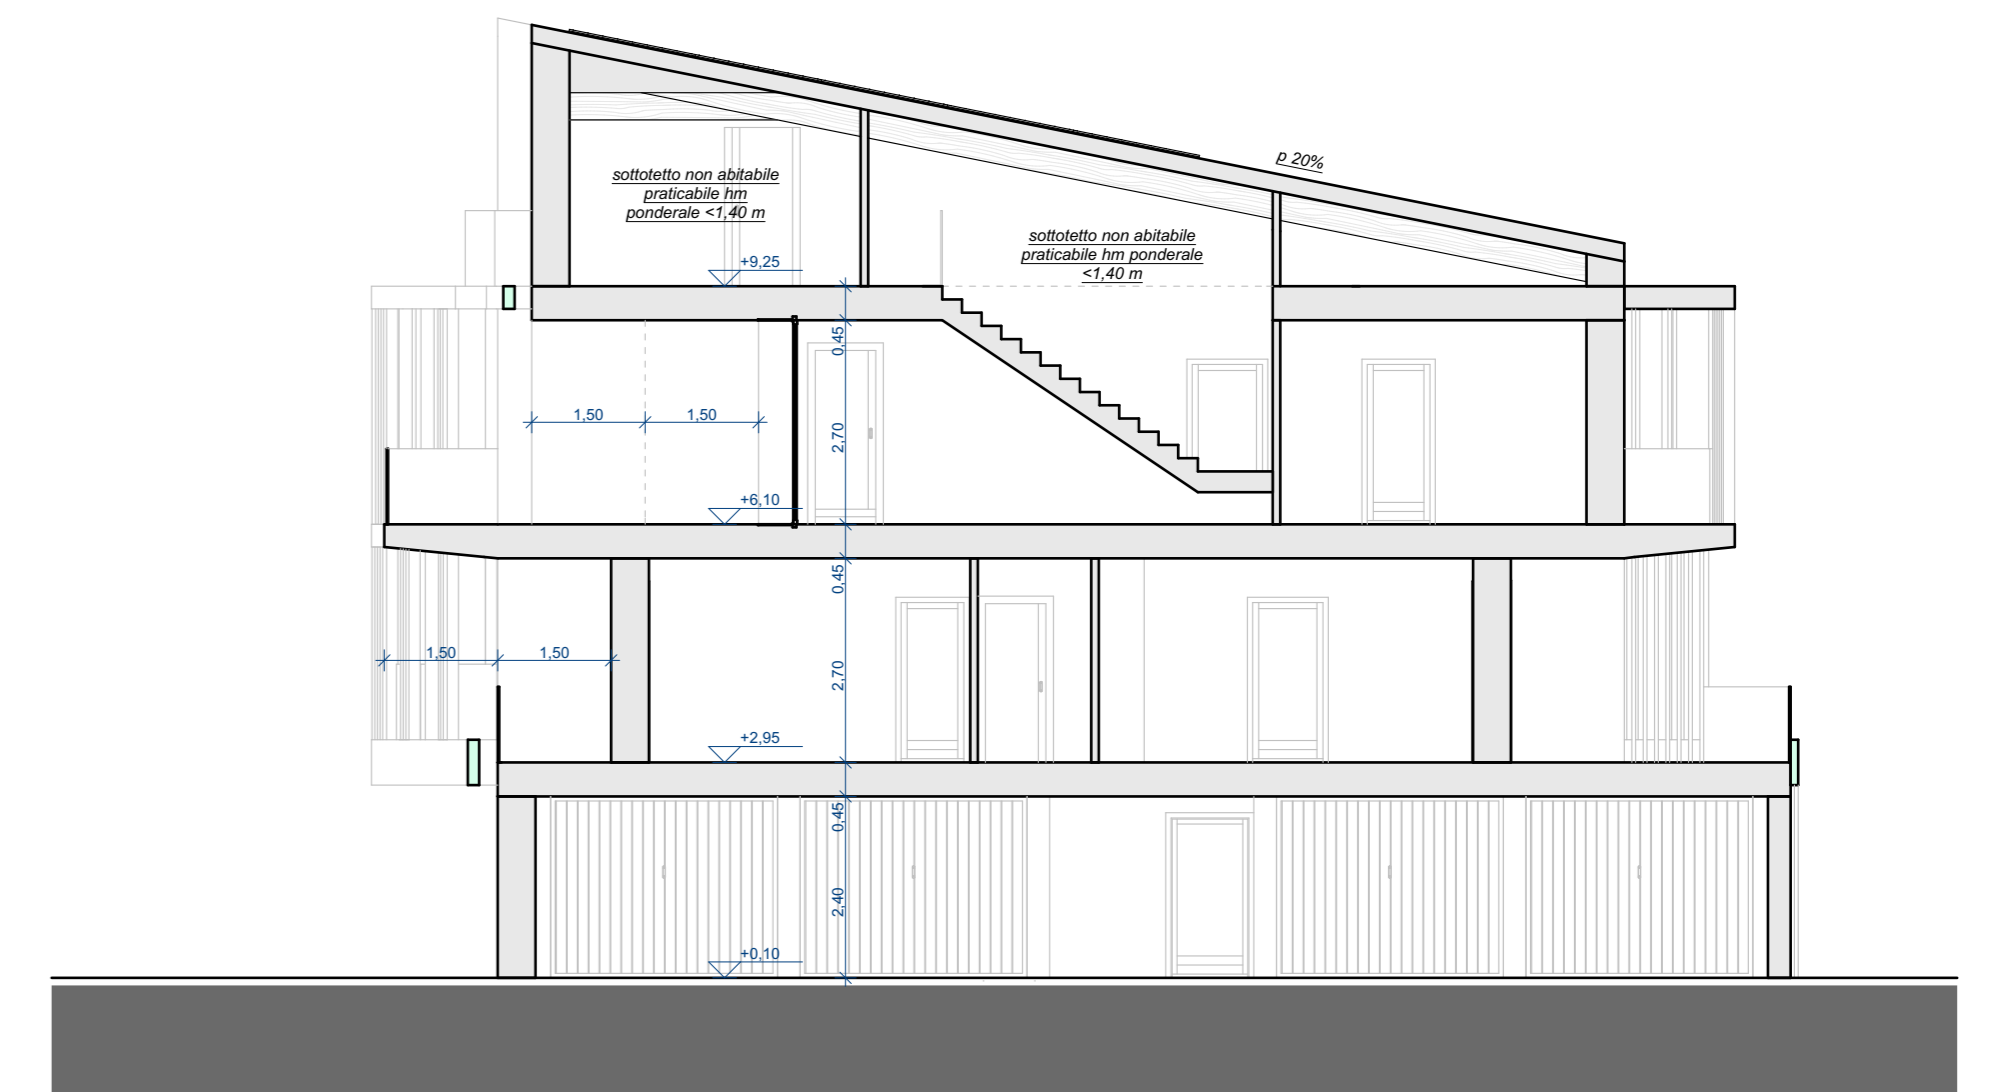 p 20%
sottotetto non abitabile
praticabile hm
ponderale <1,40 m
sottotetto non abitabile
praticabile hm ponderale
<1,40 m
+9,25
0,45
1,50
1,50
2,70
+6,10
0,45
1,50
1,50
2,70
+2,95
0,45
2,40
+0,10